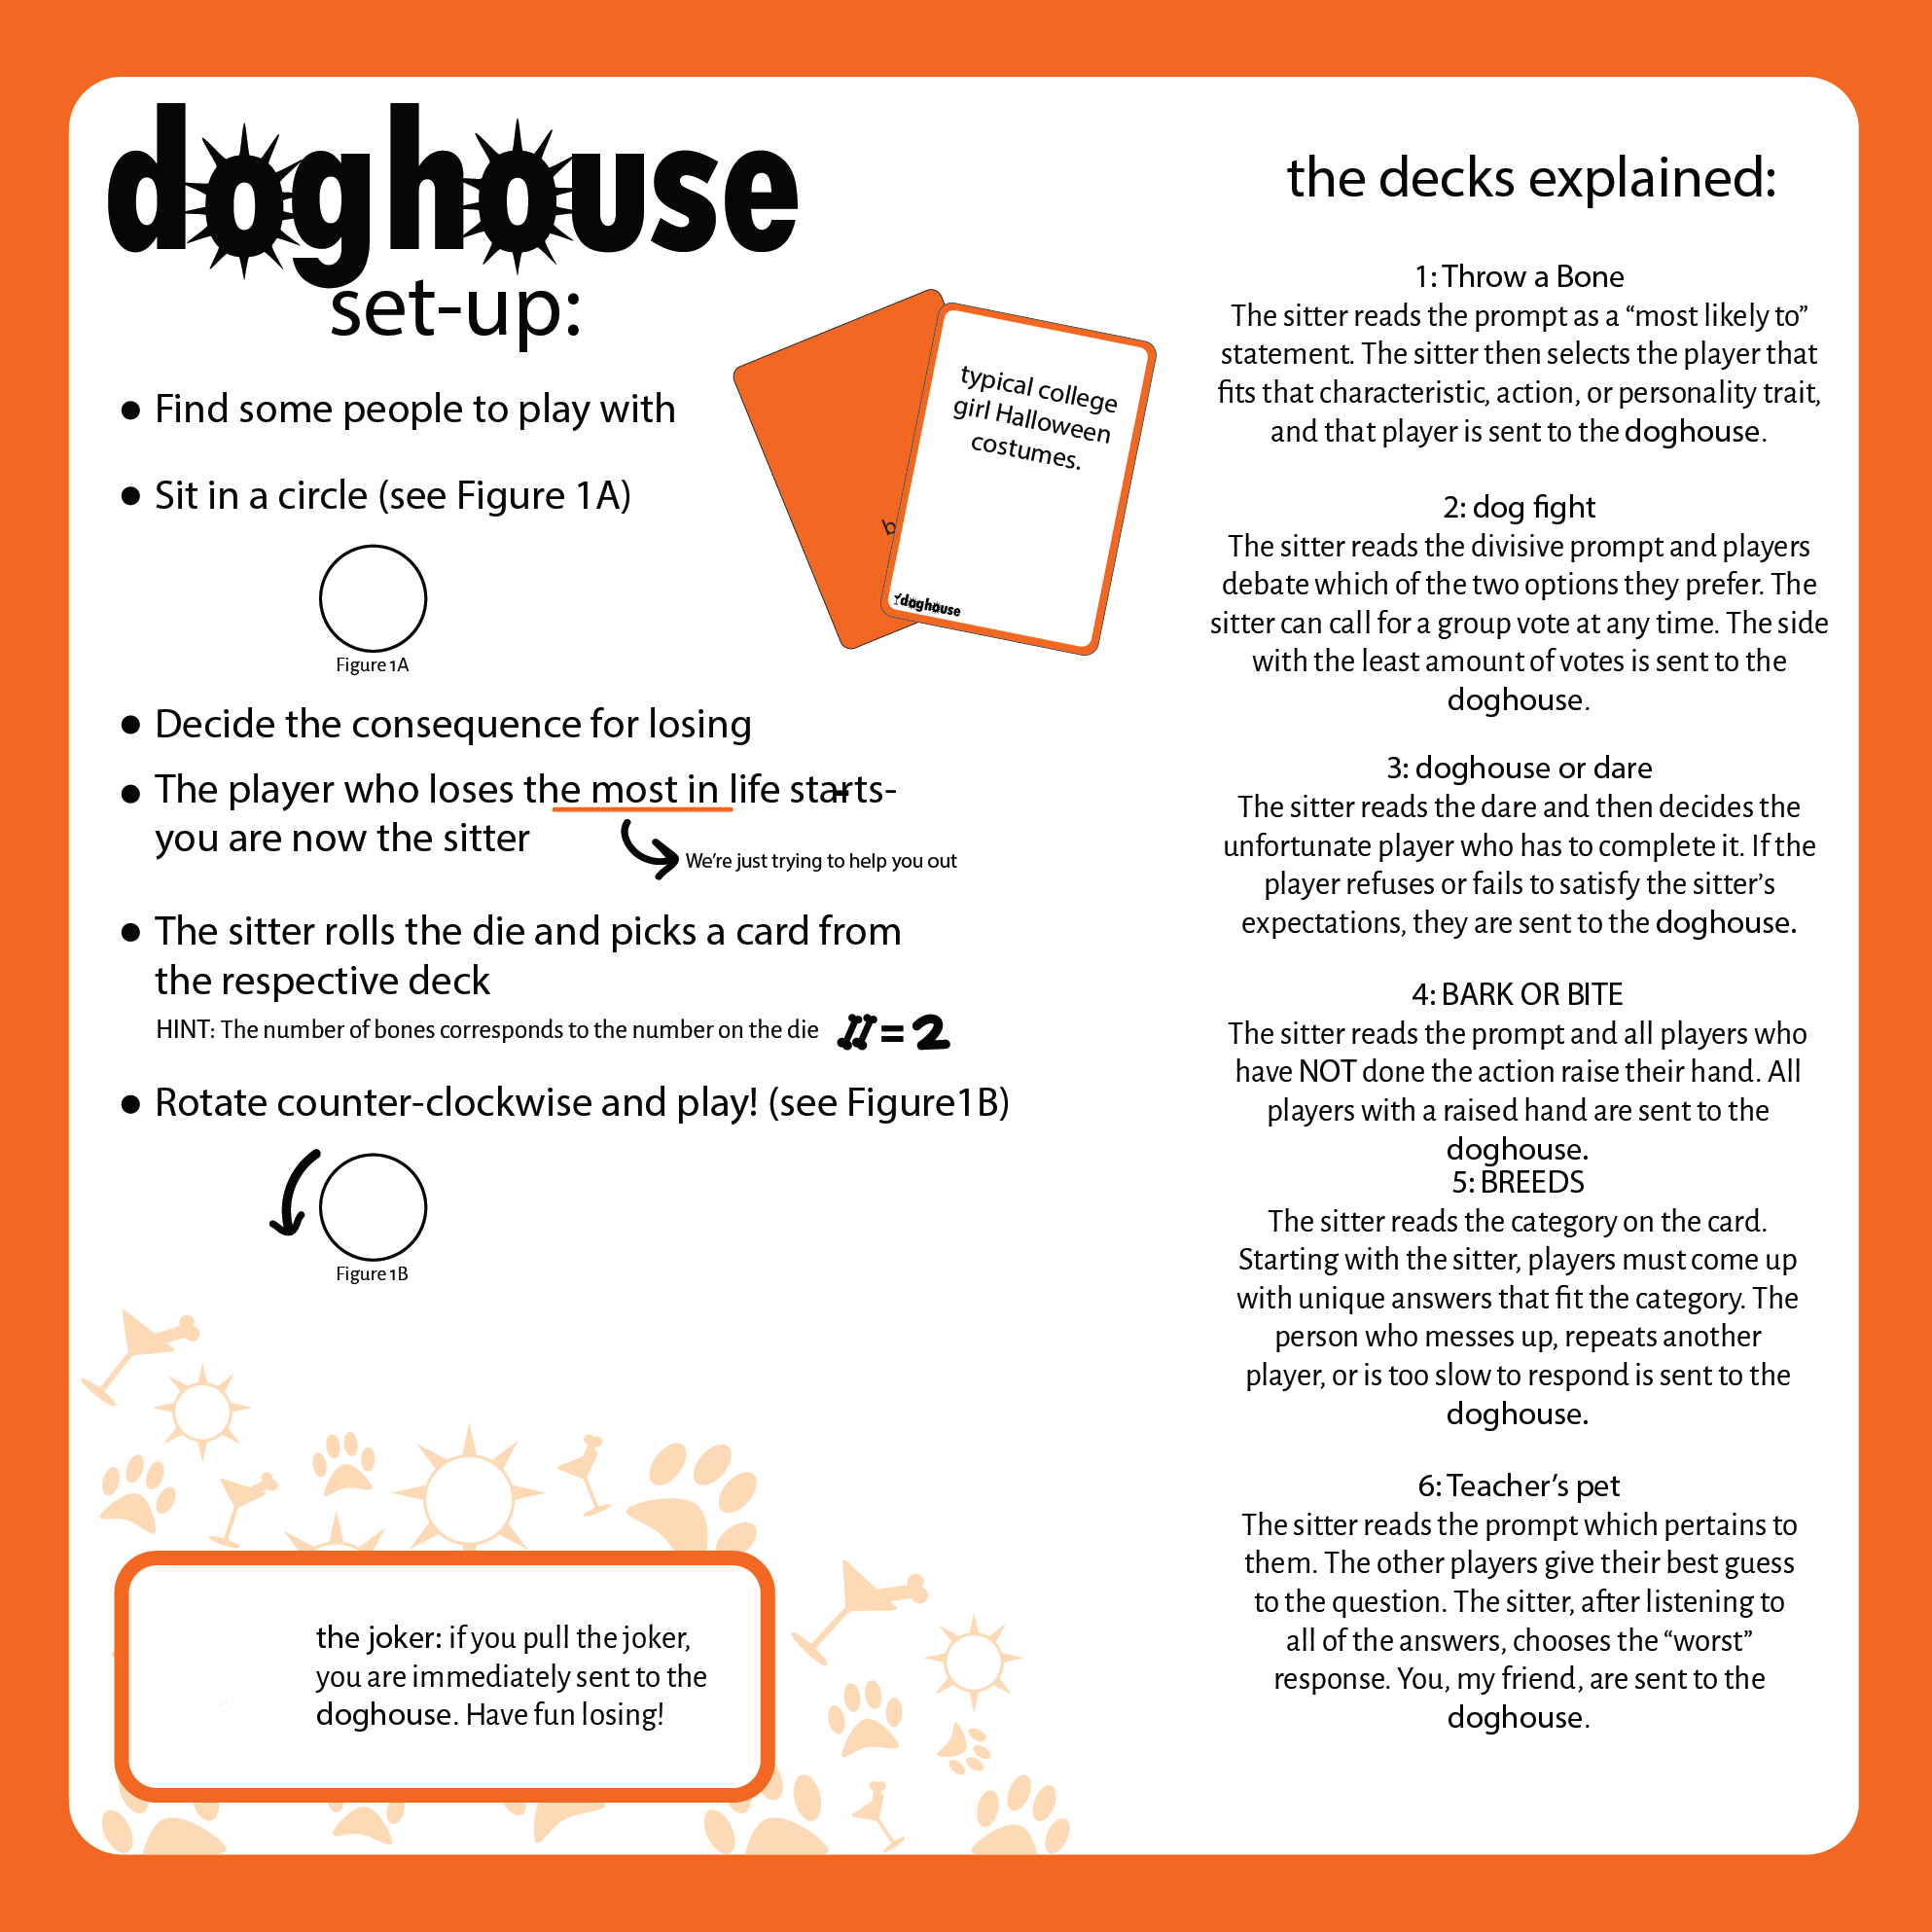 doghouse
set-up:
● Find some people to play with
● Sit in a circle (see Figure 1A)
Figure 1A
● Decide the consequence for losing
● The player who loses the most in life starts-
you are now the sitter
We're just trying to help you out
● The sitter rolls the die and picks a card from
the respective deck
HINT: The number of bones corresponds to the number on the die
= 2
● Rotate counter-clockwise and play! (see Figure1B)
Figure 1B
typical college
girl Halloween
costumes.
b
doghouse
the joker: if you pull the joker,
you are immediately sent to the
doghouse. Have fun losing!
the decks explained:
1: Throw a Bone
The sitter reads the prompt as a “most likely to”
statement. The sitter then selects the player that
fits that characteristic, action, or personality trait,
and that player is sent to the doghouse.
2: dog fight
The sitter reads the divisive prompt and players
debate which of the two options they prefer. The
sitter can call for a group vote at any time. The side
with the least amount of votes is sent to the
doghouse.
3: doghouse or dare
The sitter reads the dare and then decides the
unfortunate player who has to complete it. If the
player refuses or fails to satisfy the sitter’s
expectations, they are sent to the doghouse.
4: BARK OR BITE
The sitter reads the prompt and all players who
have NOT done the action raise their hand. All
players with a raised hand are sent to the
doghouse.
5: BREEDS
The sitter reads the category on the card.
Starting with the sitter, players must come up
with unique answers that fit the category. The
person who messes up, repeats another
player, or is too slow to respond is sent to the
doghouse.
6: Teacher’s pet
The sitter reads the prompt which pertains to
them. The other players give their best guess
to the question. The sitter, after listening to
all of the answers, chooses the “worst”
response. You, my friend, are sent to the
doghouse.